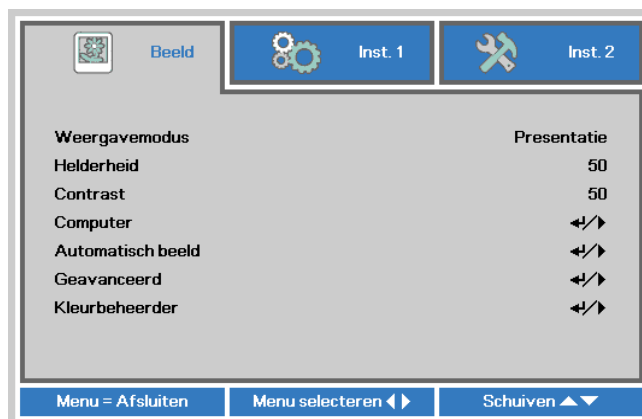 Beeld Inst. 1 Inst. 2
Weergavemodus Presentatie
Helderheid 50
Contrast 50
Computer
Automatisch beeld
Geavanceerd
Kleurbeheerder
Menu = Afsluiten Menu selecteren Schuiven